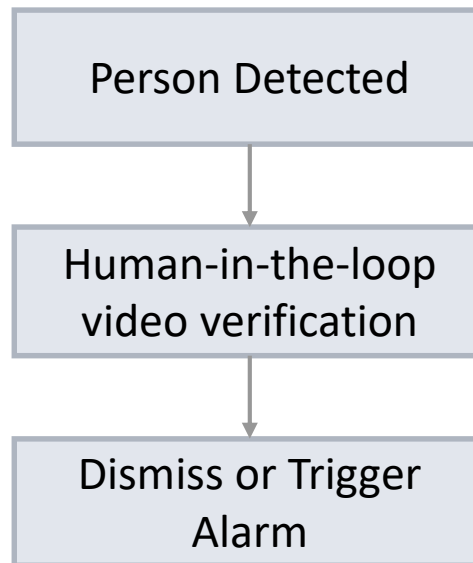 Person Detected
Human-in-the-loop
video verification
Dismiss or Trigger
Alarm